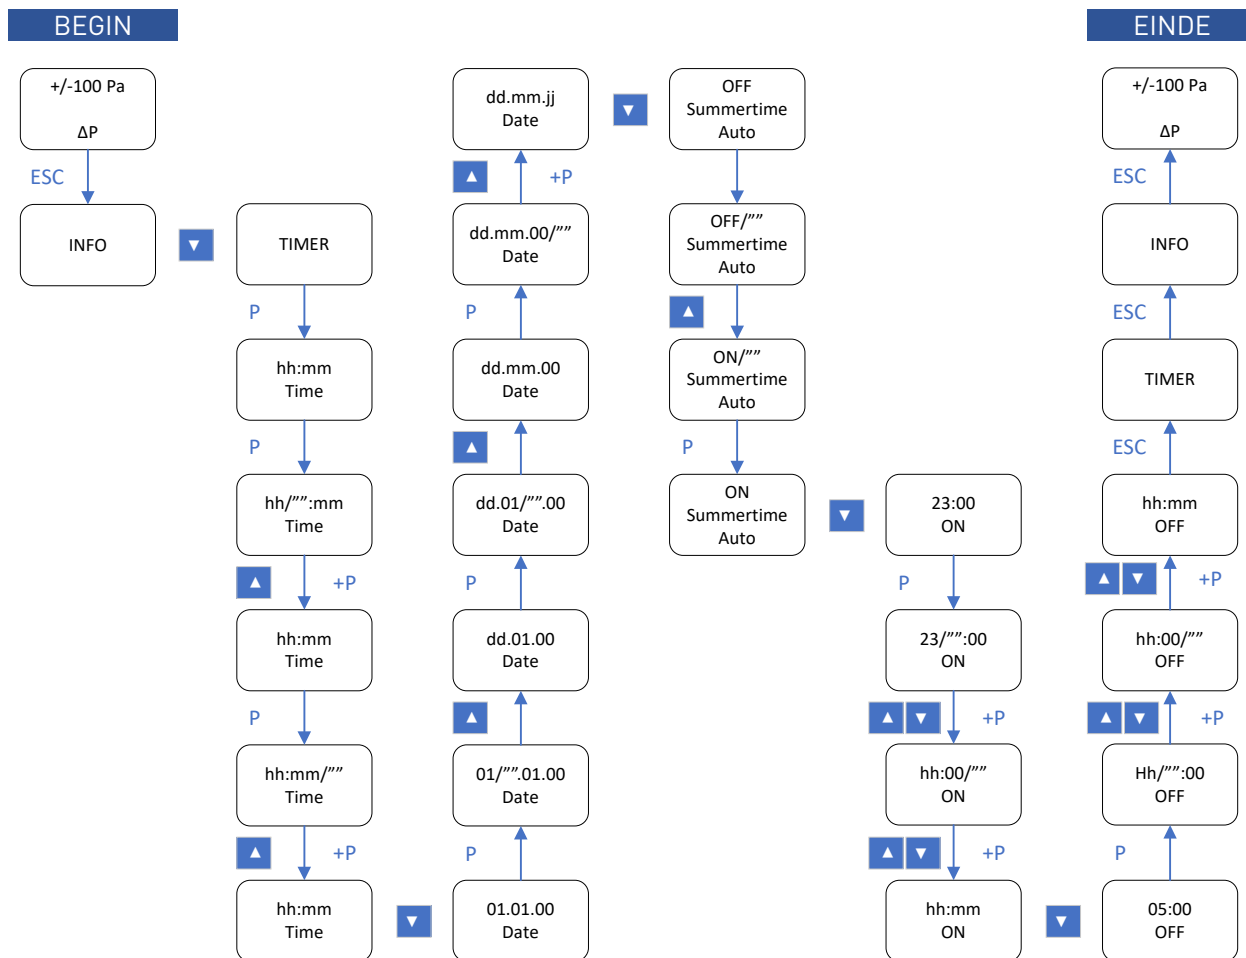 BEGIN
EINDE
+/-100 Pa
ΔP
ESC
INFO
▼
TIMER
P
hh:mm
Time
P
hh/””:mm
Time
▲
+P
hh:mm
Time
P
hh:mm/””
Time
▲
+P
hh:mm
Time
▼
01.01.00
Date
P
01/””.01.00
Date
▲
dd.01.00
Date
P
dd.01/””.00
Date
▲
dd.mm.00
Date
P
dd.mm.00/””
Date
▲
+P
dd.mm.jj
Date
▼
OFF
Summertime
Auto
OFF/””
Summertime
Auto
▲
ON/””
Summertime
Auto
P
ON
Summertime
Auto
▼
23:00
ON
P
23/””:00
ON
▲ ▼
+P
hh:00/””
ON
▲ ▼
+P
hh:mm
ON
▼
05:00
OFF
P
Hh/””:00
OFF
▲ ▼
+P
hh:00/””
OFF
▲ ▼
+P
hh:mm
OFF
ESC
TIMER
ESC
INFO
ESC
+/-100 Pa
ΔP